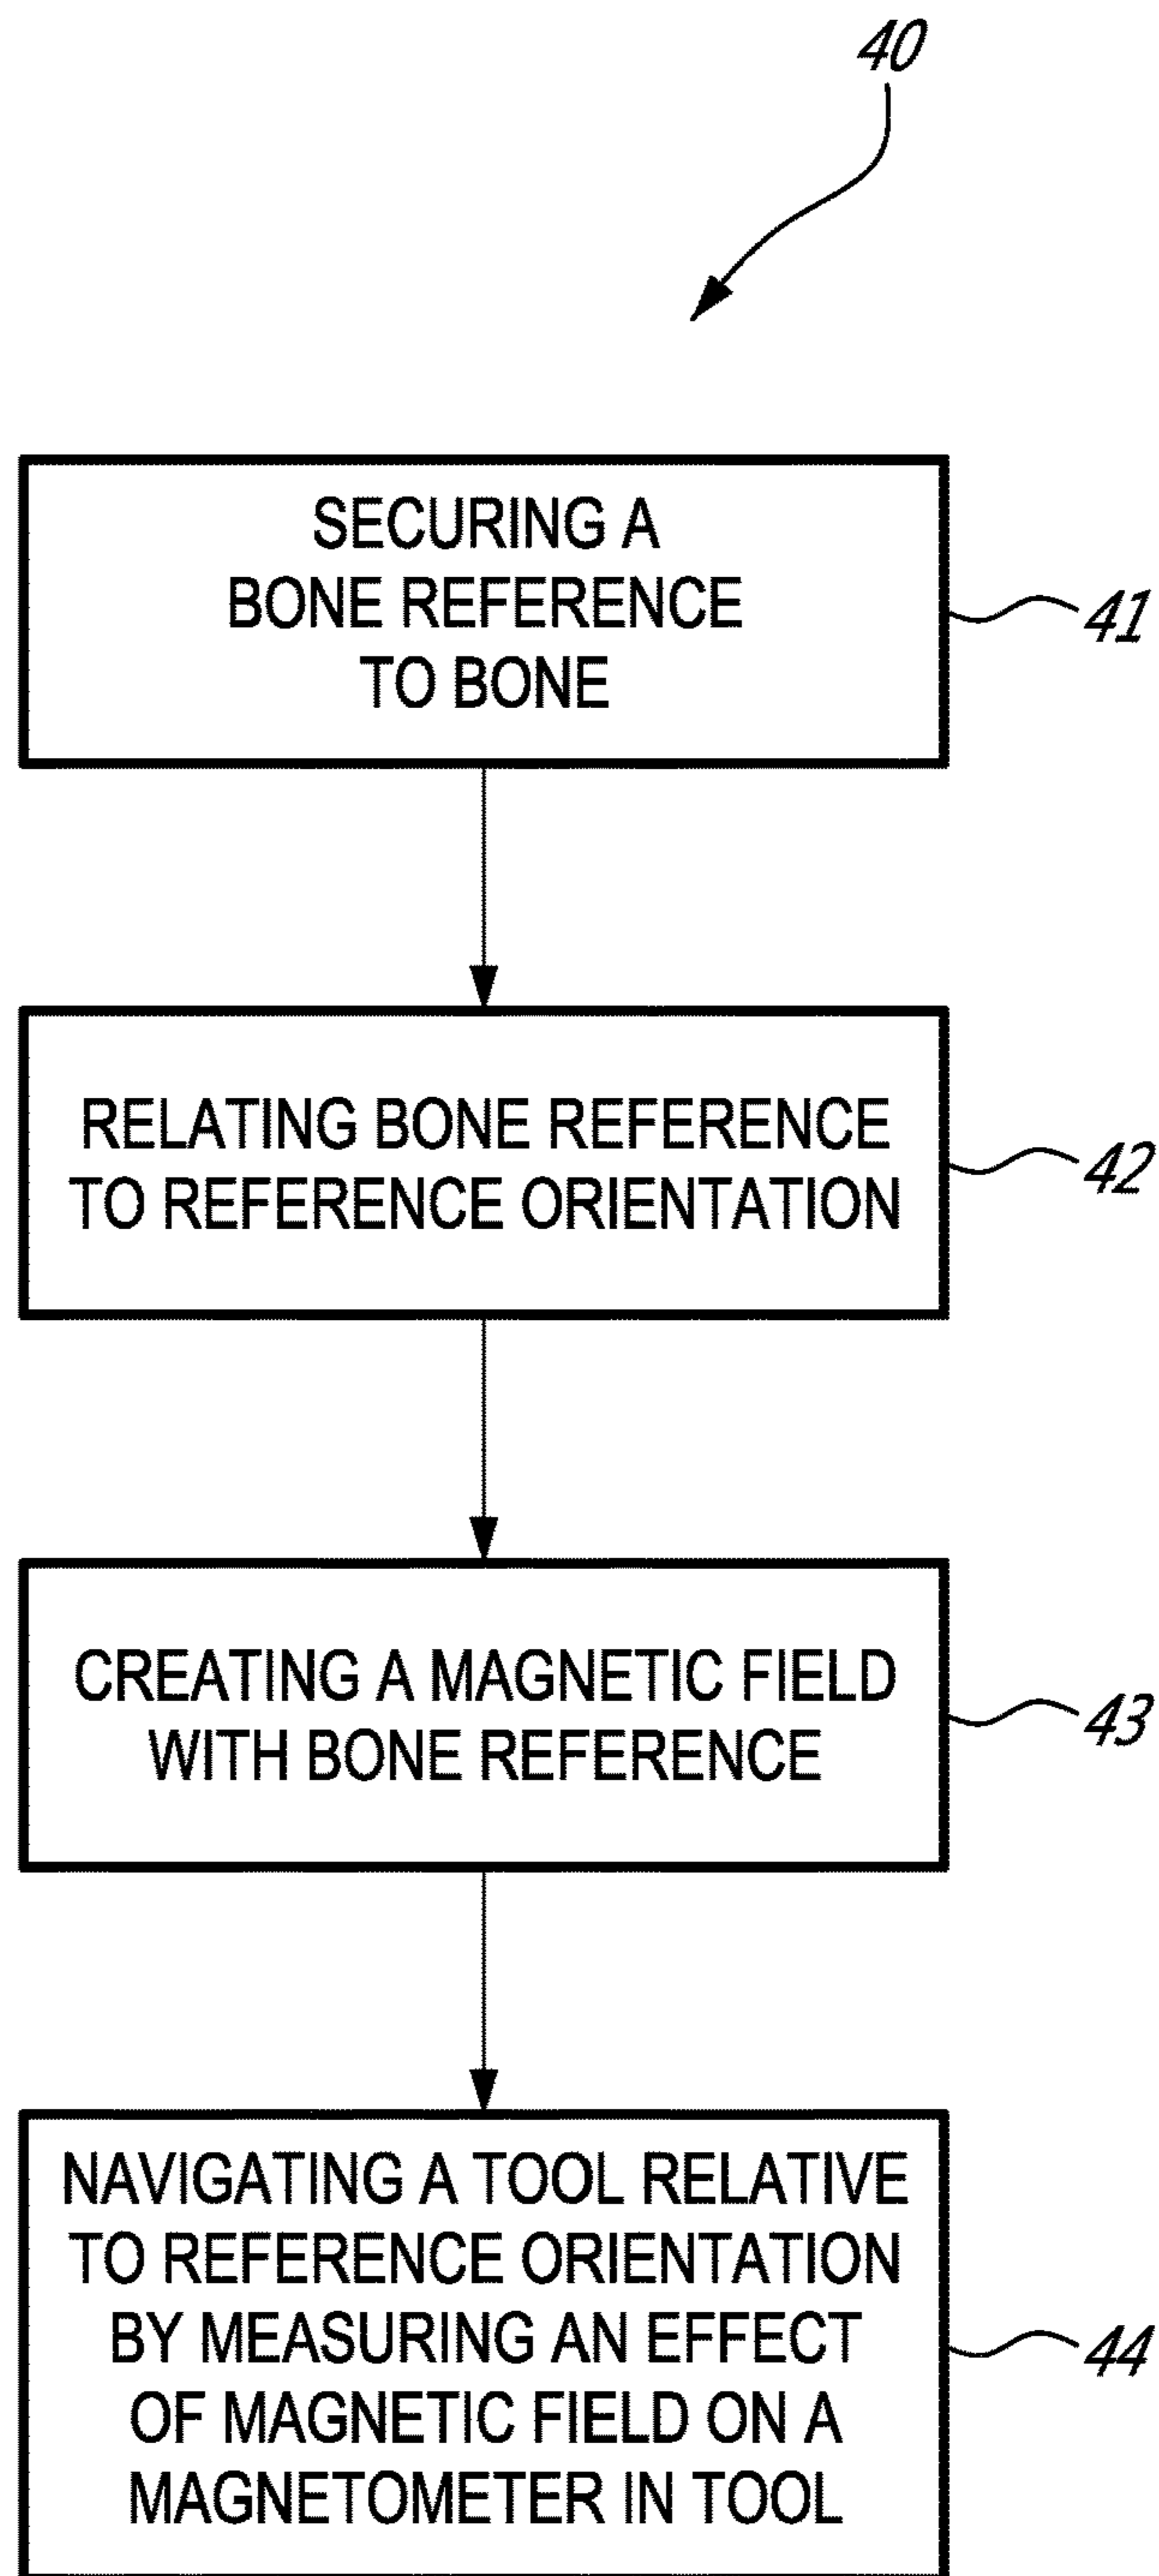 40
SECURING A
BONE REFERENCE
TO BONE
41
RELATING BONE REFERENCE
TO REFERENCE ORIENTATION
42
CREATING A MAGNETIC FIELD
WITH BONE REFERENCE
43
NAVIGATING A TOOL RELATIVE
TO REFERENCE ORIENTATION
BY MEASURING AN EFFECT
OF MAGNETIC FIELD ON A
MAGNETOMETER IN TOOL
44